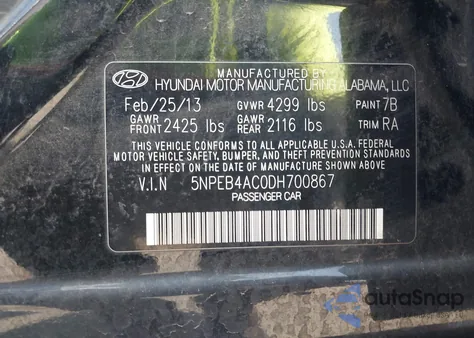 MANUFACTURED BY
HYUNDAI MOTOR MANUFACTURING ALABAMA, LLC
Feb/25/13 GVWR 4299 lbs PAINT 7B
GAWR FRONT 2425 lbs GAWR REAR 2116 lbs TRIM RA
THIS VEHICLE CONFORMS TO ALL APPLICABLE U.S. FEDERAL
MOTOR VEHICLE SAFETY, BUMPER, AND THEFT PREVENTION
STANDARDS IN EFFECT ON THE DATE OF MANUFACTURE SHOWN ABOVE.
V.I.N 5NPEB4AC0DH700867
PASSENGER CAR
autoSnap